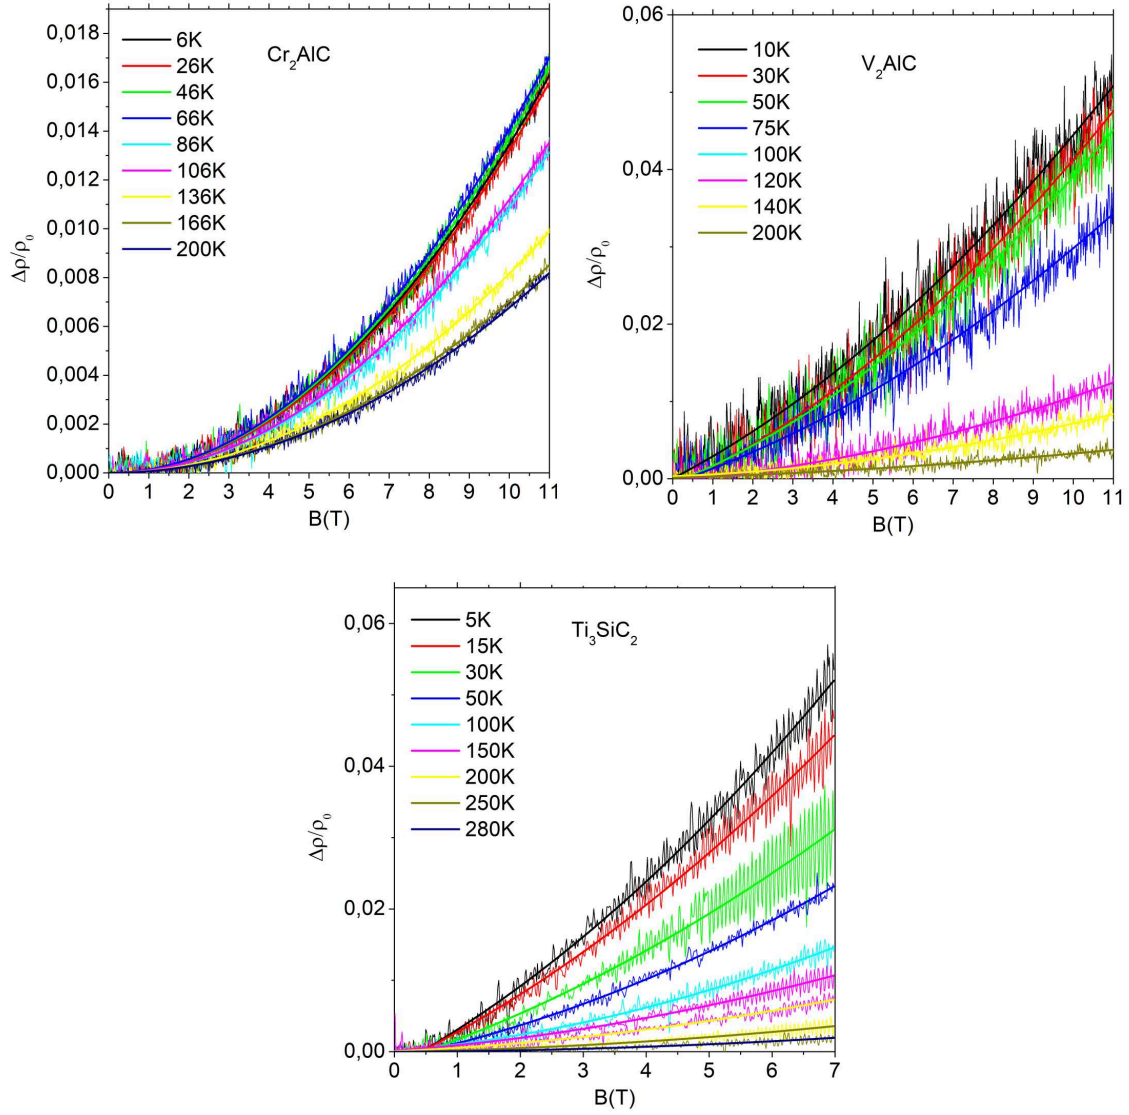 Cr2AlC
Δρ/ρ0
0,018
0,016
0,014
0,012
0,010
0,008
0,006
0,004
0,002
0,000
6K
26K
46K
66K
86K
106K
136K
166K
200K
0 1 2 3 4 5 6 7 8 9 10 11
B(T)
V2AlC
Δρ/ρ0
0,06
0,04
0,02
0,00
10K
30K
50K
75K
100K
120K
140K
200K
0 1 2 3 4 5 6 7 8 9 10 11
B(T)
Ti3SiC2
Δρ/ρ0
0,06
0,04
0,02
0,00
5K
15K
30K
50K
100K
150K
200K
250K
280K
0 1 2 3 4 5 6 7
B(T)